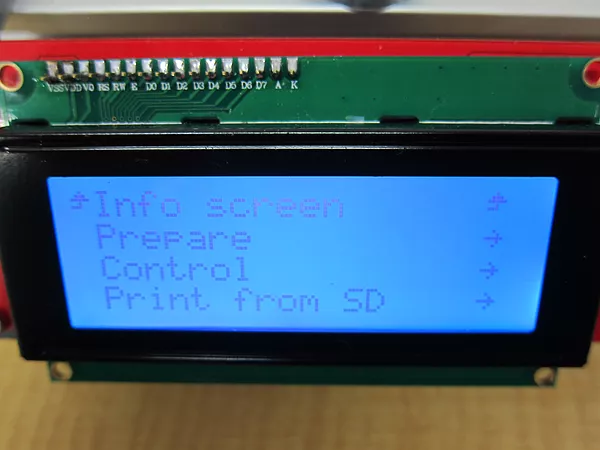 VSS VDD V0 RS RW E D0 D1 D2 D3 D4 D5 D6 D7 A K
Info screen
Prepare
Control
Print from SD